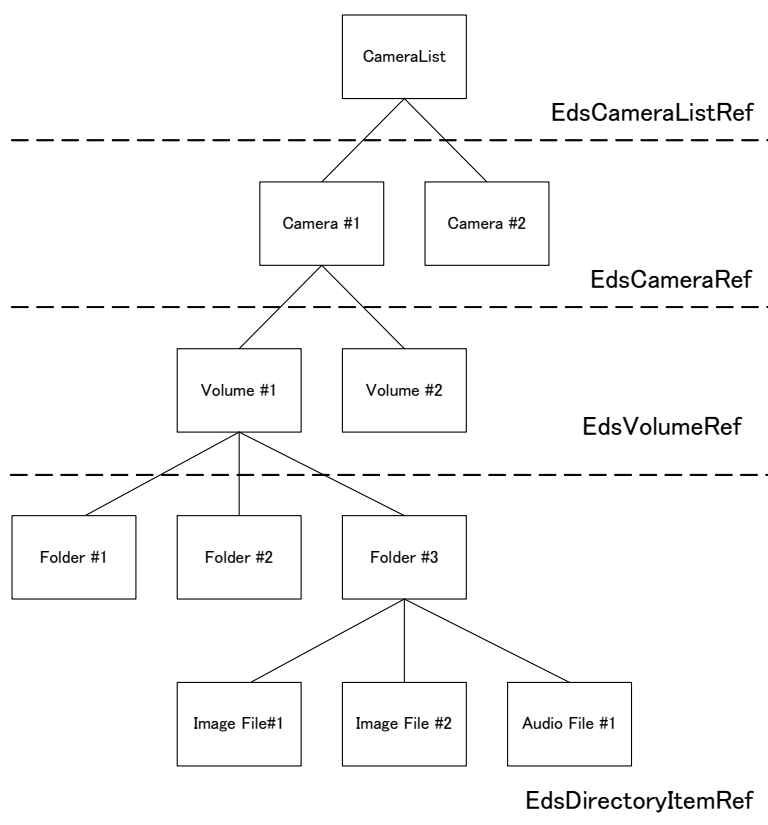 CameraList
EdsCameraListRef
Camera #1
Camera #2
EdsCameraRef
Volume #1
Volume #2
EdsVolumeRef
Folder #1
Folder #2
Folder #3
Image File#1
Image File #2
Audio File #1
EdsDirectoryItemRef